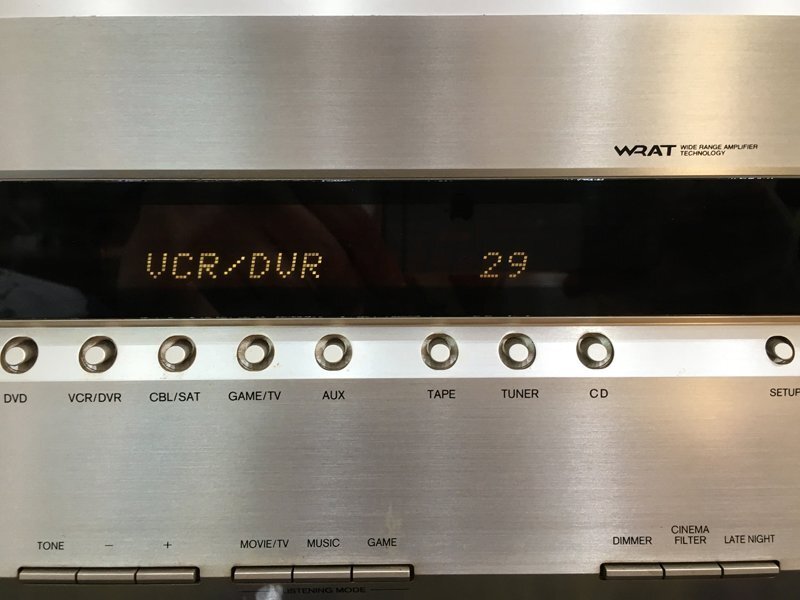 WRAT WIDE RANGE AMPLIFIER
TECHNOLOGY
VCR/DVR 29
DVD VCR/DVR CBL/SAT GAME/TV AUX TAPE TUNER CD SETUP
TONE − + MOVIE/TV MUSIC GAME DIMMER CINEMA FILTER LATE NIGHT
LISTENING MODE